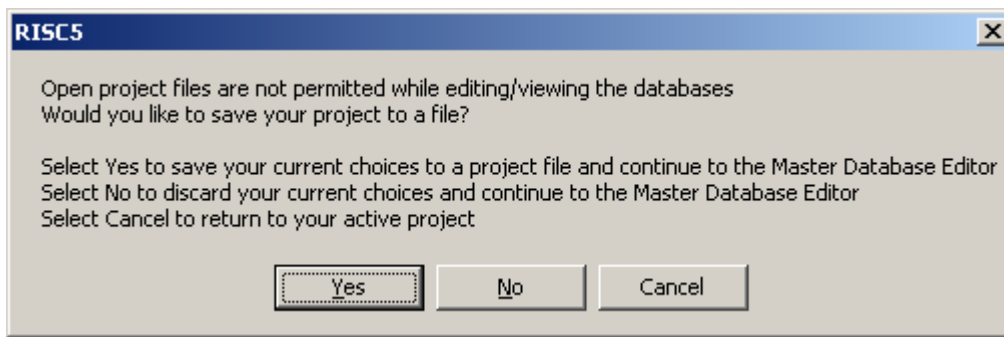 RISC5
Open project files are not permitted while editing/viewing the databases
Would you like to save your project to a file?
Select Yes to save your current choices to a project file and continue to the Master Database Editor
Select No to discard your current choices and continue to the Master Database Editor
Select Cancel to return to your active project
Yes No Cancel